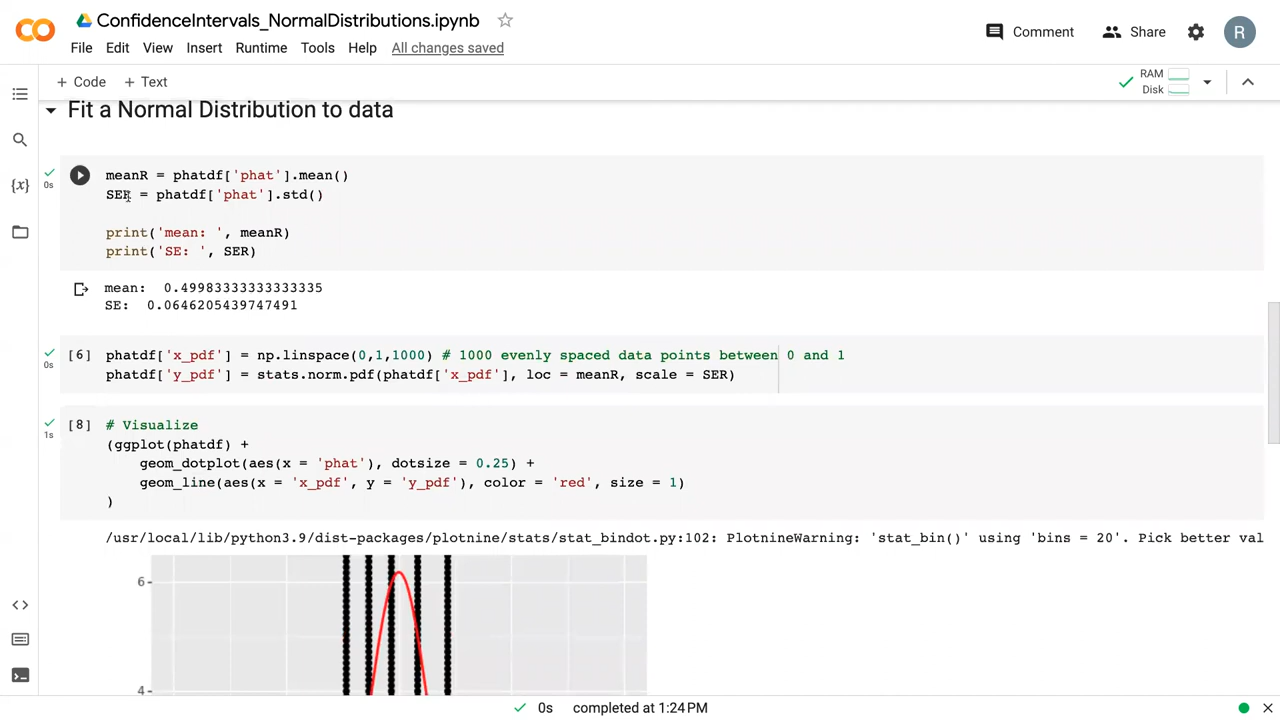 ConfidenceIntervals_NormalDistributions.ipynb
File Edit View Insert Runtime Tools Help All changes saved
Comment Share R
+ Code + Text
RAM
Disk
Fit a Normal Distribution to data
0s
meanR = phatdf['phat'].mean()
SER = phatdf['phat'].std()
print('mean: ', meanR)
print('SE: ', SER)
mean: 0.49983333333333335
SE: 0.0646205439747491
0s
[6] phatdf['x_pdf'] = np.linspace(0,1,1000) # 1000 evenly spaced data points between 0 and 1
phatdf['y_pdf'] = stats.norm.pdf(phatdf['x_pdf'], loc = meanR, scale = SER)
1s
[8] # Visualize
(ggplot(phatdf) +
geom_dotplot(aes(x = 'phat'), dotsize = 0.25) +
geom_line(aes(x = 'x_pdf', y = 'y_pdf'), color = 'red', size = 1)
)
/usr/local/lib/python3.9/dist-packages/plotnine/stats/stat_bindot.py:102: PlotnineWarning: 'stat_bin()' using 'bins = 20'. Pick better val
6
4
0s completed at 1:24 PM